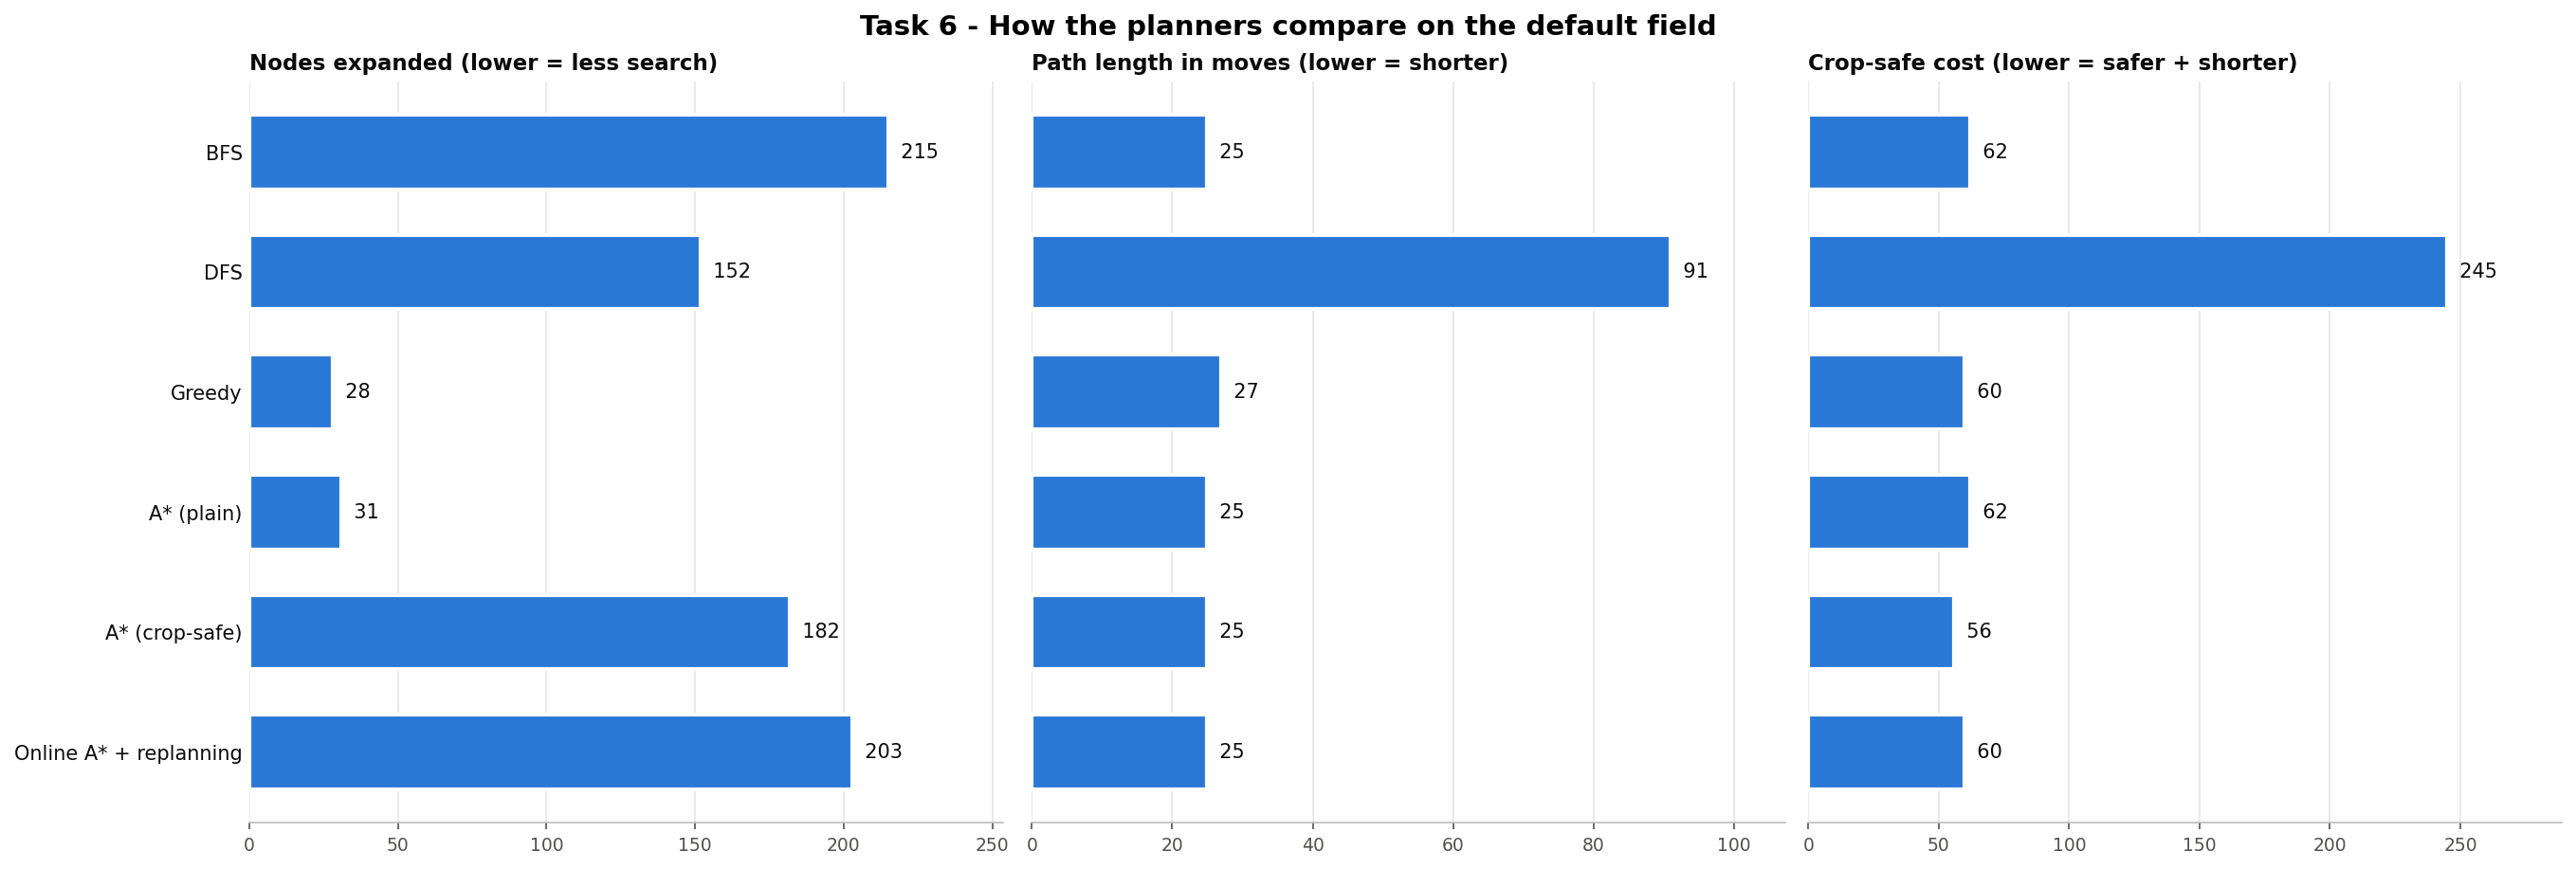 Task 6 - How the planners compare on the default field
Nodes expanded (lower = less search)
Path length in moves (lower = shorter)
Crop-safe cost (lower = safer + shorter)
BFS 215 25 62
DFS 152 91 245
Greedy 28 27 60
A* (plain) 31 25 62
A* (crop-safe) 182 25 56
Online A* + replanning 203 25 60
0 50 100 150 200 250
0 20 40 60 80 100
0 50 100 150 200 250